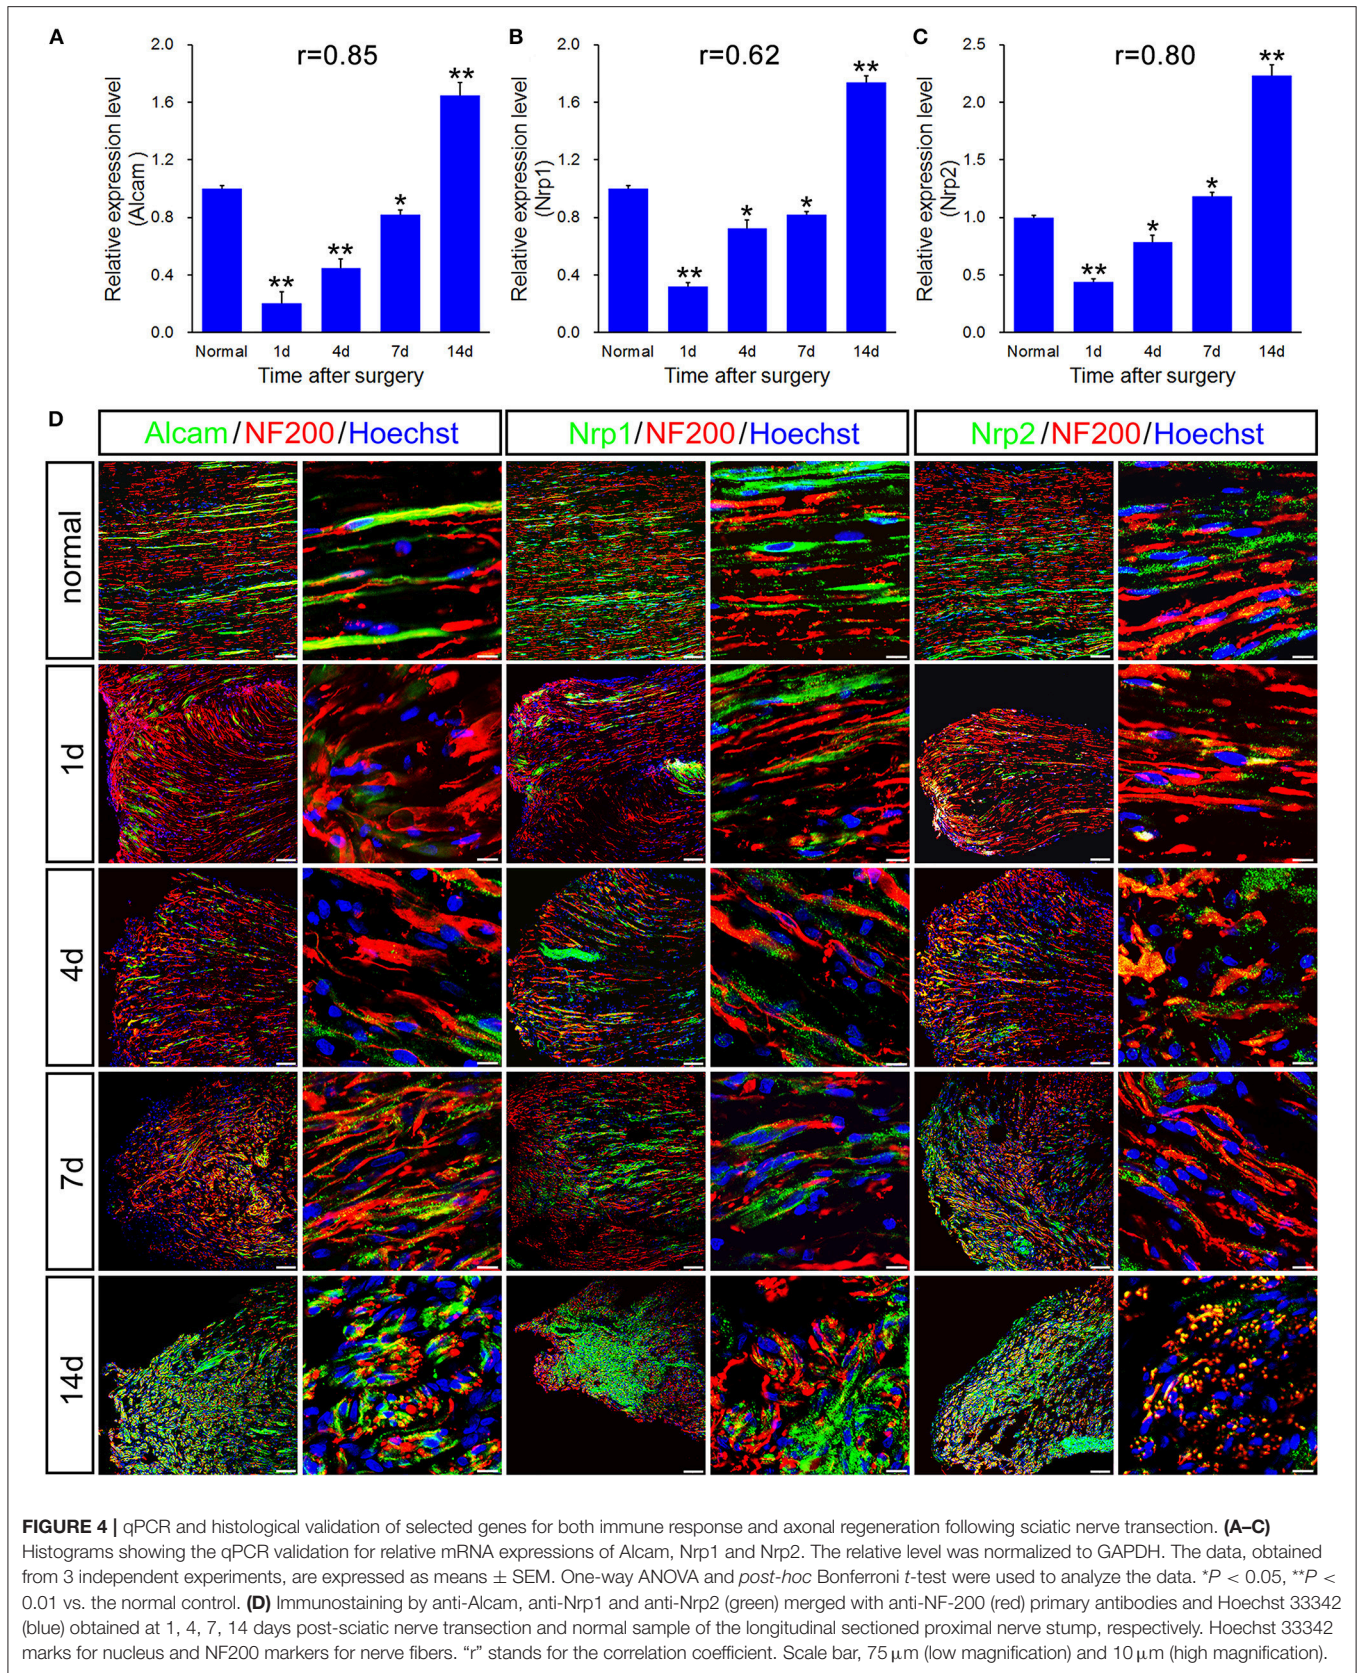 A
B
C
r=0.85
r=0.62
r=0.80
Relative expression level
(Alcam )
2.0
1.6
1.2
0.8
0.4
0.0
**
**
*
**
Normal 1d 4d 7d 14d
Time after surgery
Relative expression level
(Nrp1)
2.0
1.6
1.2
0.8
0.4
0.0
**
*
*
**
Normal 1d 4d 7d 14d
Time after surgery
Relative expression level
(Nrp2)
2.5
2.0
1.5
1.0
0.5
0.0
**
*
*
**
Normal 1d 4d 7d 14d
Time after surgery
D
Alcam/NF200/Hoechst
Nrp1/NF200/Hoechst
Nrp2/NF200/Hoechst
normal
1d
4d
7d
14d
FIGURE 4 | qPCR and histological validation of selected genes for both immune response and axonal regeneration following sciatic nerve transection. (A–C)
Histograms showing the qPCR validation for relative mRNA expressions of Alcam, Nrp1 and Nrp2. The relative level was normalized to GAPDH. The data, obtained
from 3 independent experiments, are expressed as means ± SEM. One-way ANOVA and post-hoc Bonferroni t-test were used to analyze the data. *P < 0.05, **P <
0.01 vs. the normal control. (D) Immunostaining by anti-Alcam, anti-Nrp1 and anti-Nrp2 (green) merged with anti-NF-200 (red) primary antibodies and Hoechst 33342
(blue) obtained at 1, 4, 7, 14 days post-sciatic nerve transection and normal sample of the longitudinal sectioned proximal nerve stump, respectively. Hoechst 33342
marks for nucleus and NF200 markers for nerve fibers. “r” stands for the correlation coefficient. Scale bar, 75 µm (low magnification) and 10 µm (high magnification).